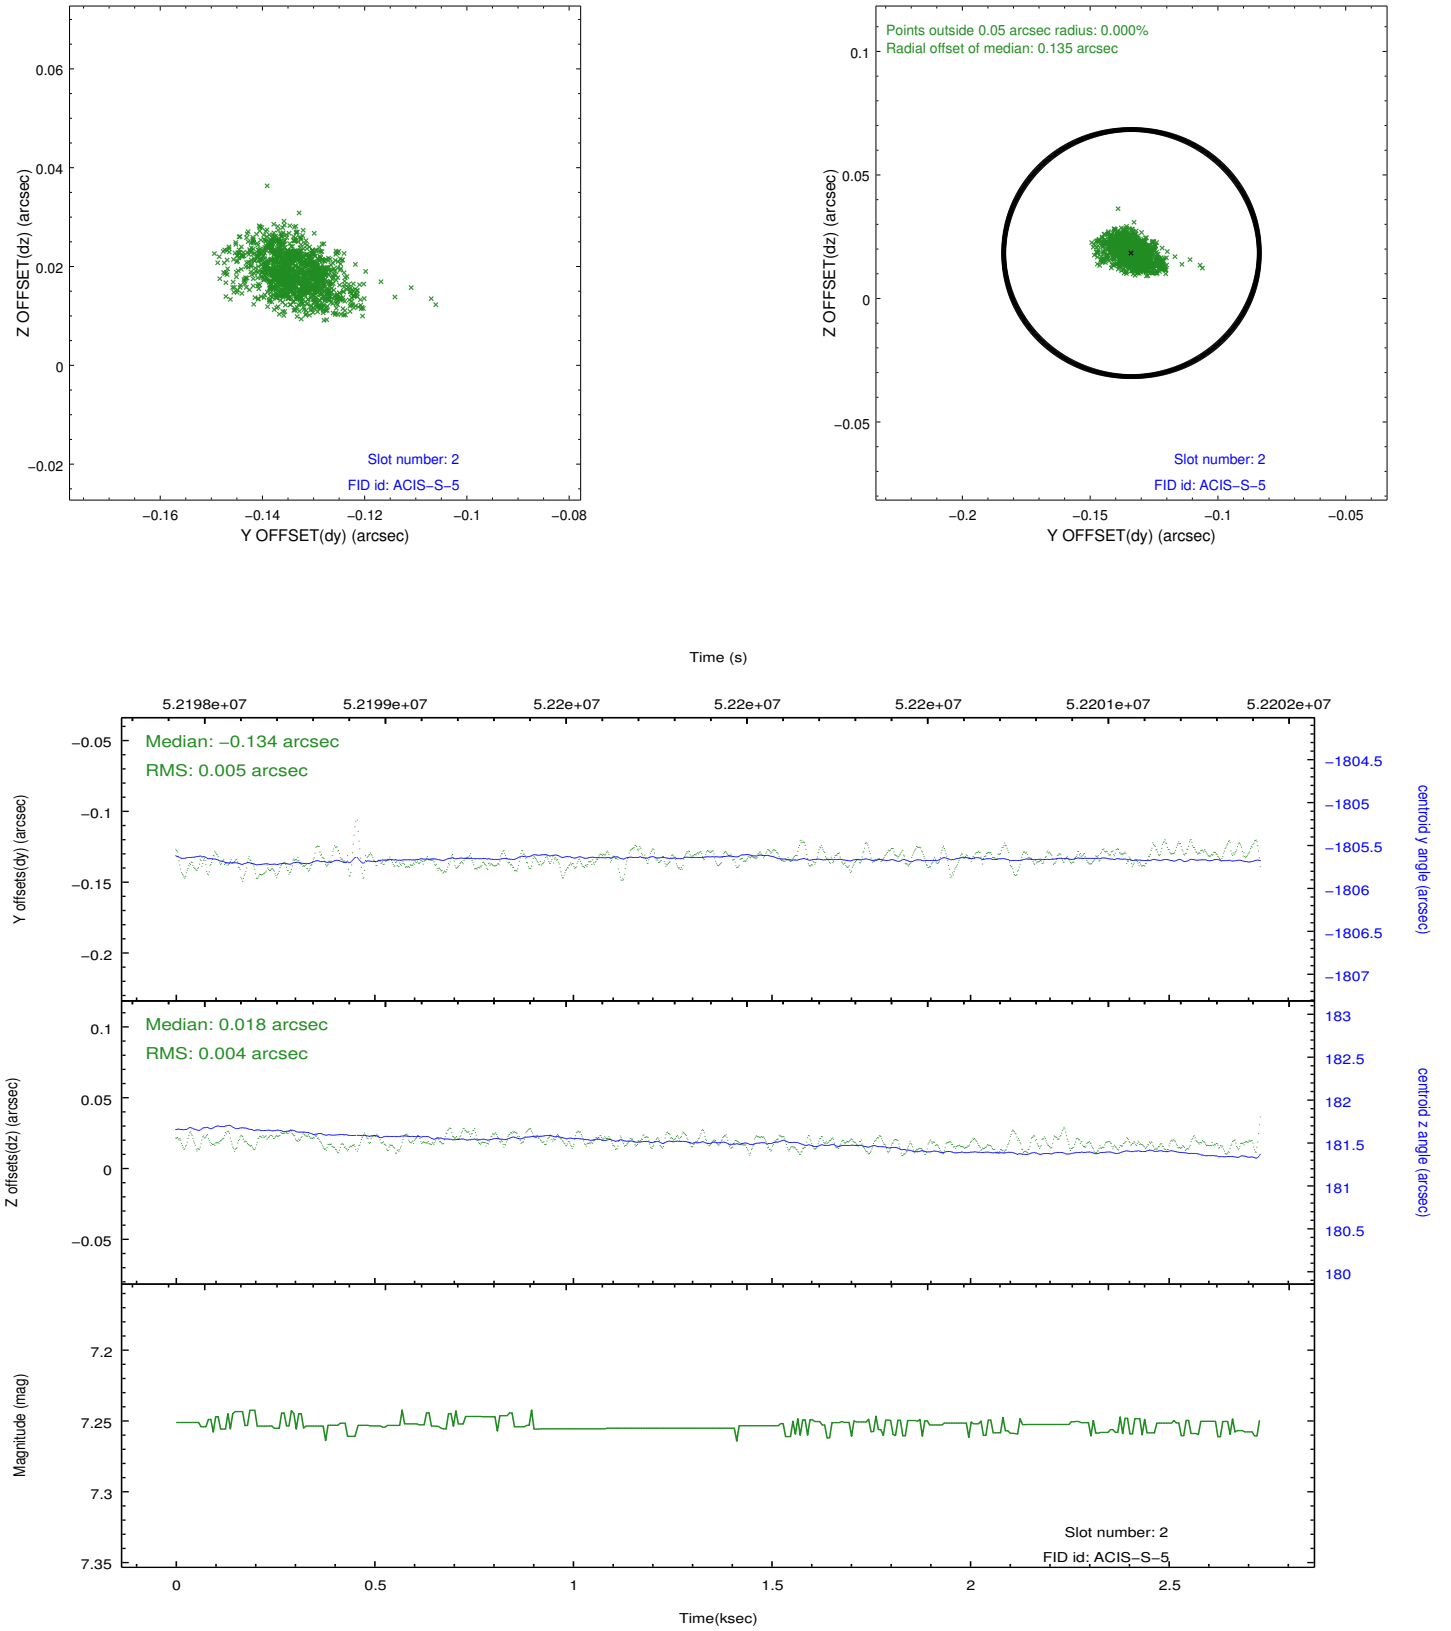 0.06
0.04
0.02
0
−0.02
Z OFFSET(dz) (arcsec)
Slot number: 2
FID id: ACIS−S−5
−0.16 −0.14 −0.12 −0.1 −0.08
Y OFFSET(dy) (arcsec)
Points outside 0.05 arcsec radius: 0.000%
Radial offset of median: 0.135 arcsec
0.1
0.05
0
−0.05
Z OFFSET(dz) (arcsec)
Slot number: 2
FID id: ACIS−S−5
−0.2 −0.15 −0.1 −0.05
Y OFFSET(dy) (arcsec)
Time (s)
5.2198e+07 5.2199e+07 5.22e+07 5.22e+07 5.22e+07 5.2201e+07 5.2202e+07
Median: −0.134 arcsec
RMS: 0.005 arcsec
−0.05
−0.1
−0.15
−0.2
Y offsets(dy) (arcsec)
−1804.5
−1805
−1805.5
−1806
−1806.5
−1807
centroid y angle (arcsec)
Median: 0.018 arcsec
RMS: 0.004 arcsec
0.1
0.05
0
−0.05
Z offsets(dz) (arcsec)
183
182.5
182
181.5
181
180.5
180
centroid z angle (arcsec)
7.2
7.25
7.3
7.35
Magnitude (mag)
Slot number: 2
FID id: ACIS−S−5
0 0.5 1 1.5 2 2.5
Time(ksec)